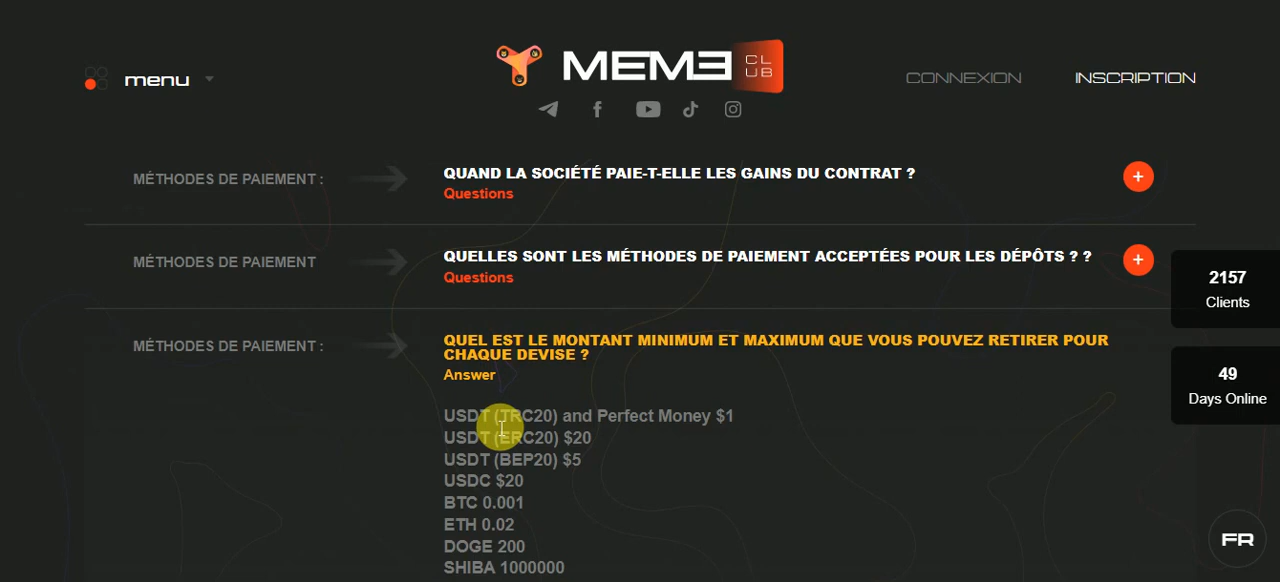 menu
MEME
CL
UB
CONNEXION
INSCRIPTION
MÉTHODES DE PAIEMENT :
QUAND LA SOCIÉTÉ PAIE-T-ELLE LES GAINS DU CONTRAT ?
Questions
MÉTHODES DE PAIEMENT
QUELLES SONT LES MÉTHODES DE PAIEMENT ACCEPTÉES POUR LES DÉPÔTS ? ?
Questions
2157
Clients
MÉTHODES DE PAIEMENT :
QUEL EST LE MONTANT MINIMUM ET MAXIMUM QUE VOUS POUVEZ RETIRER POUR
CHAQUE DEVISE ?
Answer
49
Days Online
USDT (TRC20) and Perfect Money $1
USDT (ERC20) $20
USDT (BEP20) $5
USDC $20
BTC 0.001
ETH 0.02
DOGE 200
SHIBA 1000000
FR